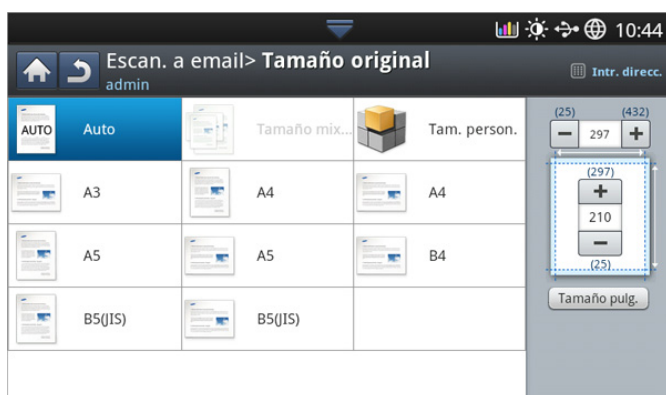 10:44
Escan. a email> Tamaño original
admin
Intr. direcc.
AUTO Auto
Tamaño mix...
Tam. person.
A3
A4
A4
A5
A5
B4
B5(JIS)
B5(JIS)
(25) (432)
− 297 +
(297)
+
210
−
(25)
Tamaño pulg.